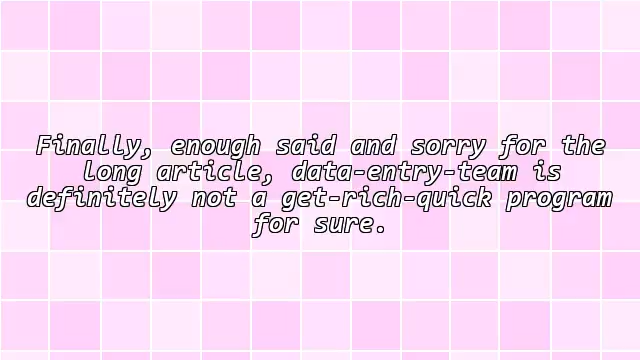 Finally, enough said and sorry for the
long article, data-entry-team is
definitely not a get-rich-quick program
for sure.